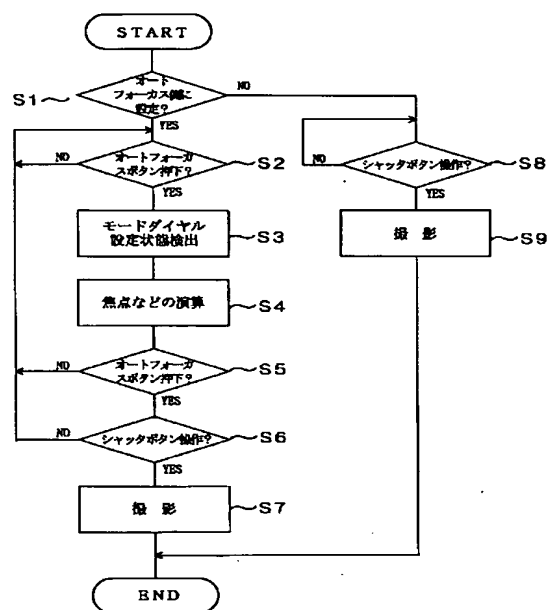 START
オート
フォーカス側に
設定?
S1
NO
YES
オートフォーカ
スボタン押下?
S2
NO
YES
モードダイヤル
設定状態検出
S3
焦点などの演算
S4
オートフォーカ
スボタン押下?
S5
NO
YES
シャッタボタン操作?
S6
NO
YES
撮影
S7
シャッタボタン操作?
S8
NO
YES
撮影
S9
END